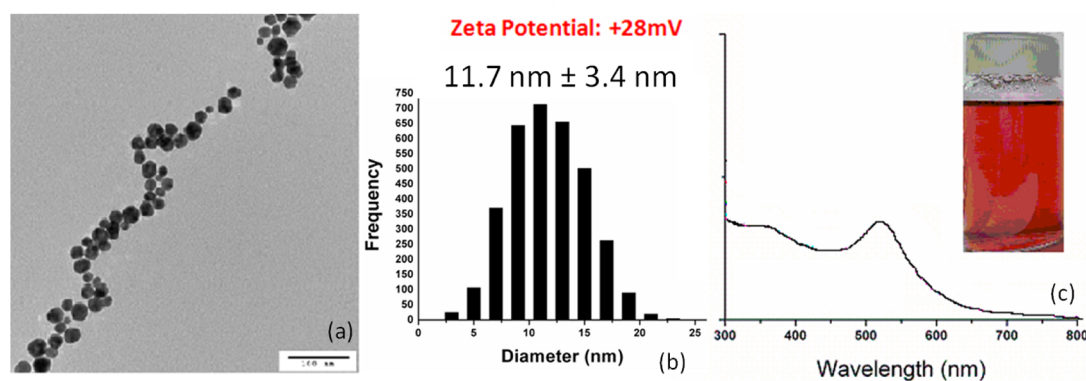 Zeta Potential: +28mV
11.7 nm ± 3.4 nm
(a)
100 nm
Frequency
750
700
650
600
550
500
450
400
350
300
250
200
150
100
50
0
0 5 10 15 20 25
Diameter (nm)
(b)
300 400 500 600 700 800
Wavelength (nm)
(c)